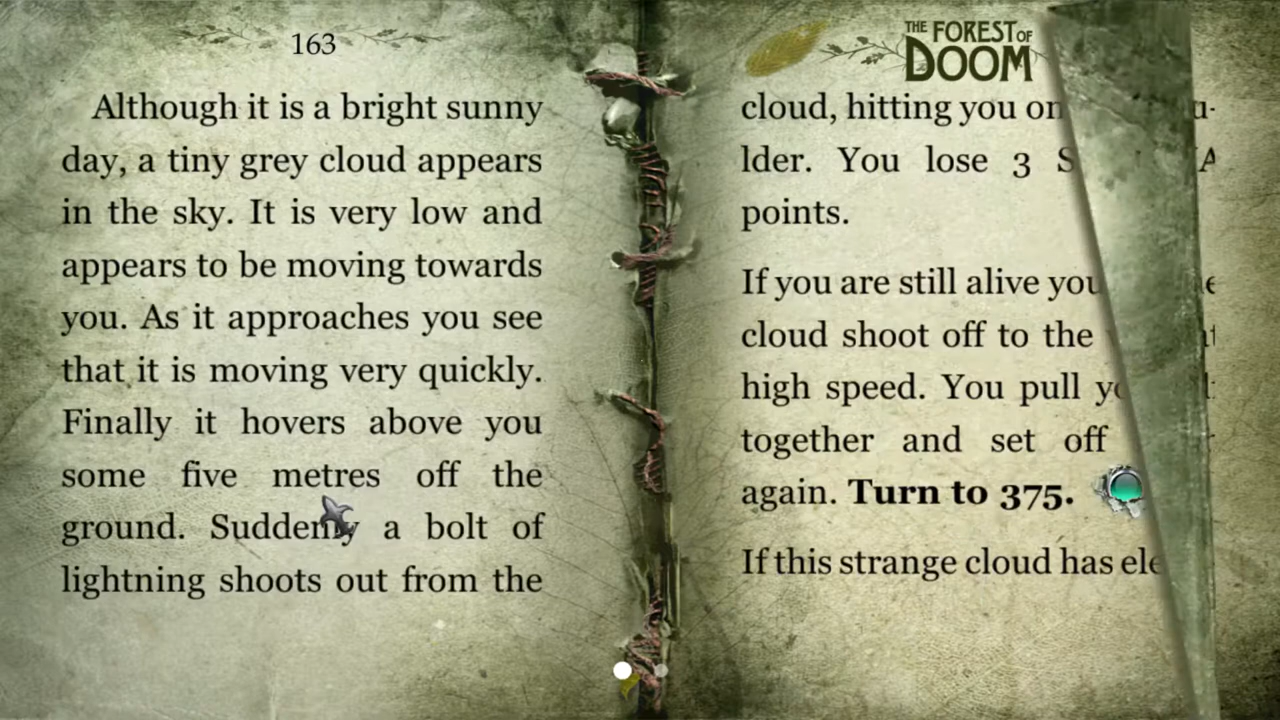 163
Although it is a bright sunny
day, a tiny grey cloud appears
in the sky. It is very low and
appears to be moving towards
you. As it approaches you see
that it is moving very quickly.
Finally it hovers above you
some five metres off the
ground. Suddenly a bolt of
lightning shoots out from the
THE FOREST OF
DOOM
cloud, hitting you on
lder. You lose 3
points.
If you are still alive you
cloud shoot off to the
high speed. You pull
together and set off
again. Turn to 375.
If this strange cloud has